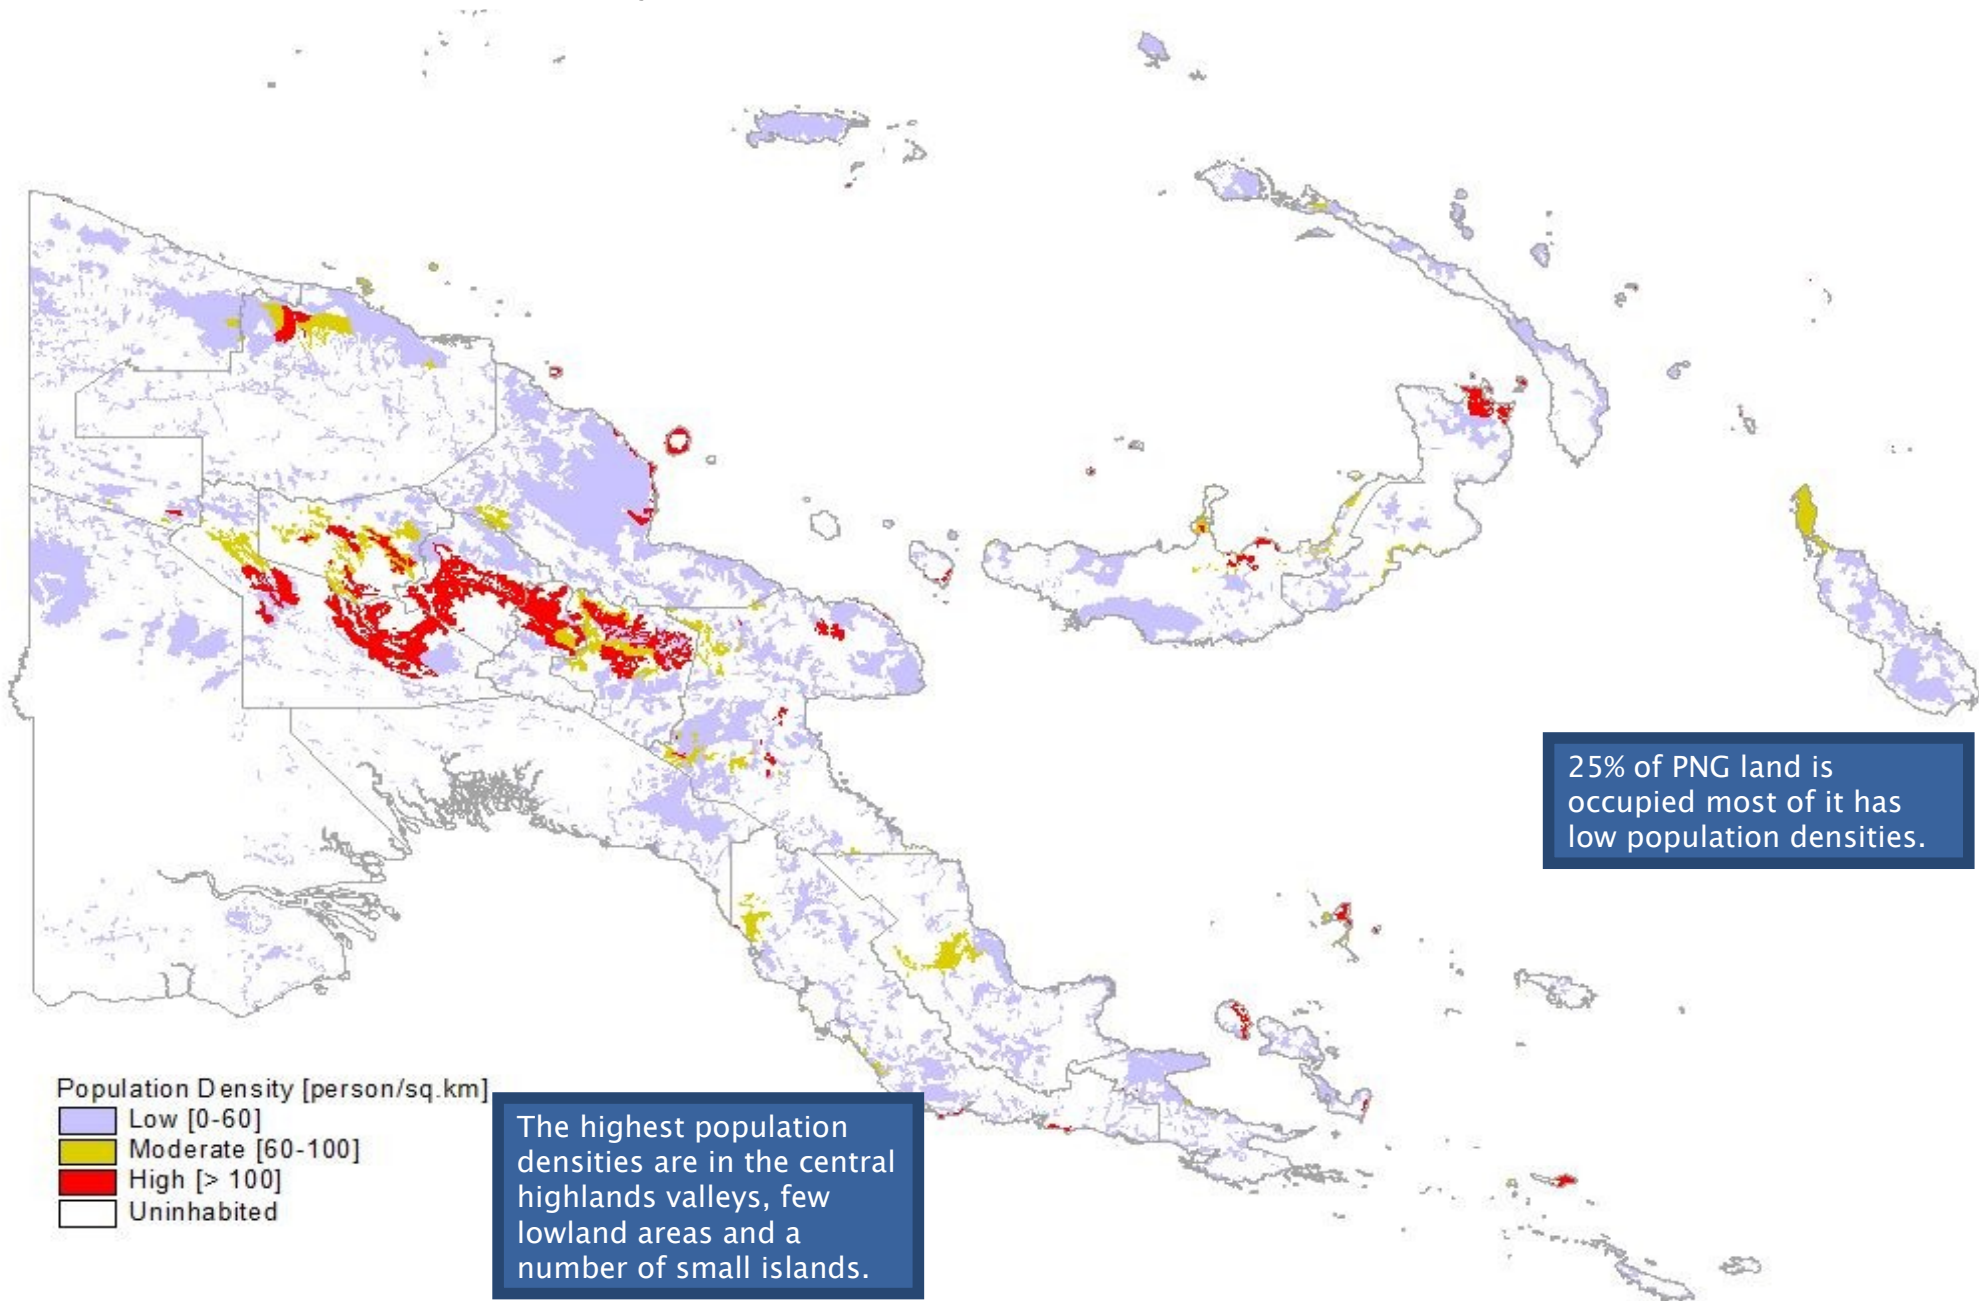 25% of PNG land is
occupied most of it has
low population densities.
Population Density [person/sq.km]
Low [0-60]
Moderate [60-100]
High [> 100]
Uninhabited
The highest population
densities are in the central
highlands valleys, few
lowland areas and a
number of small islands.